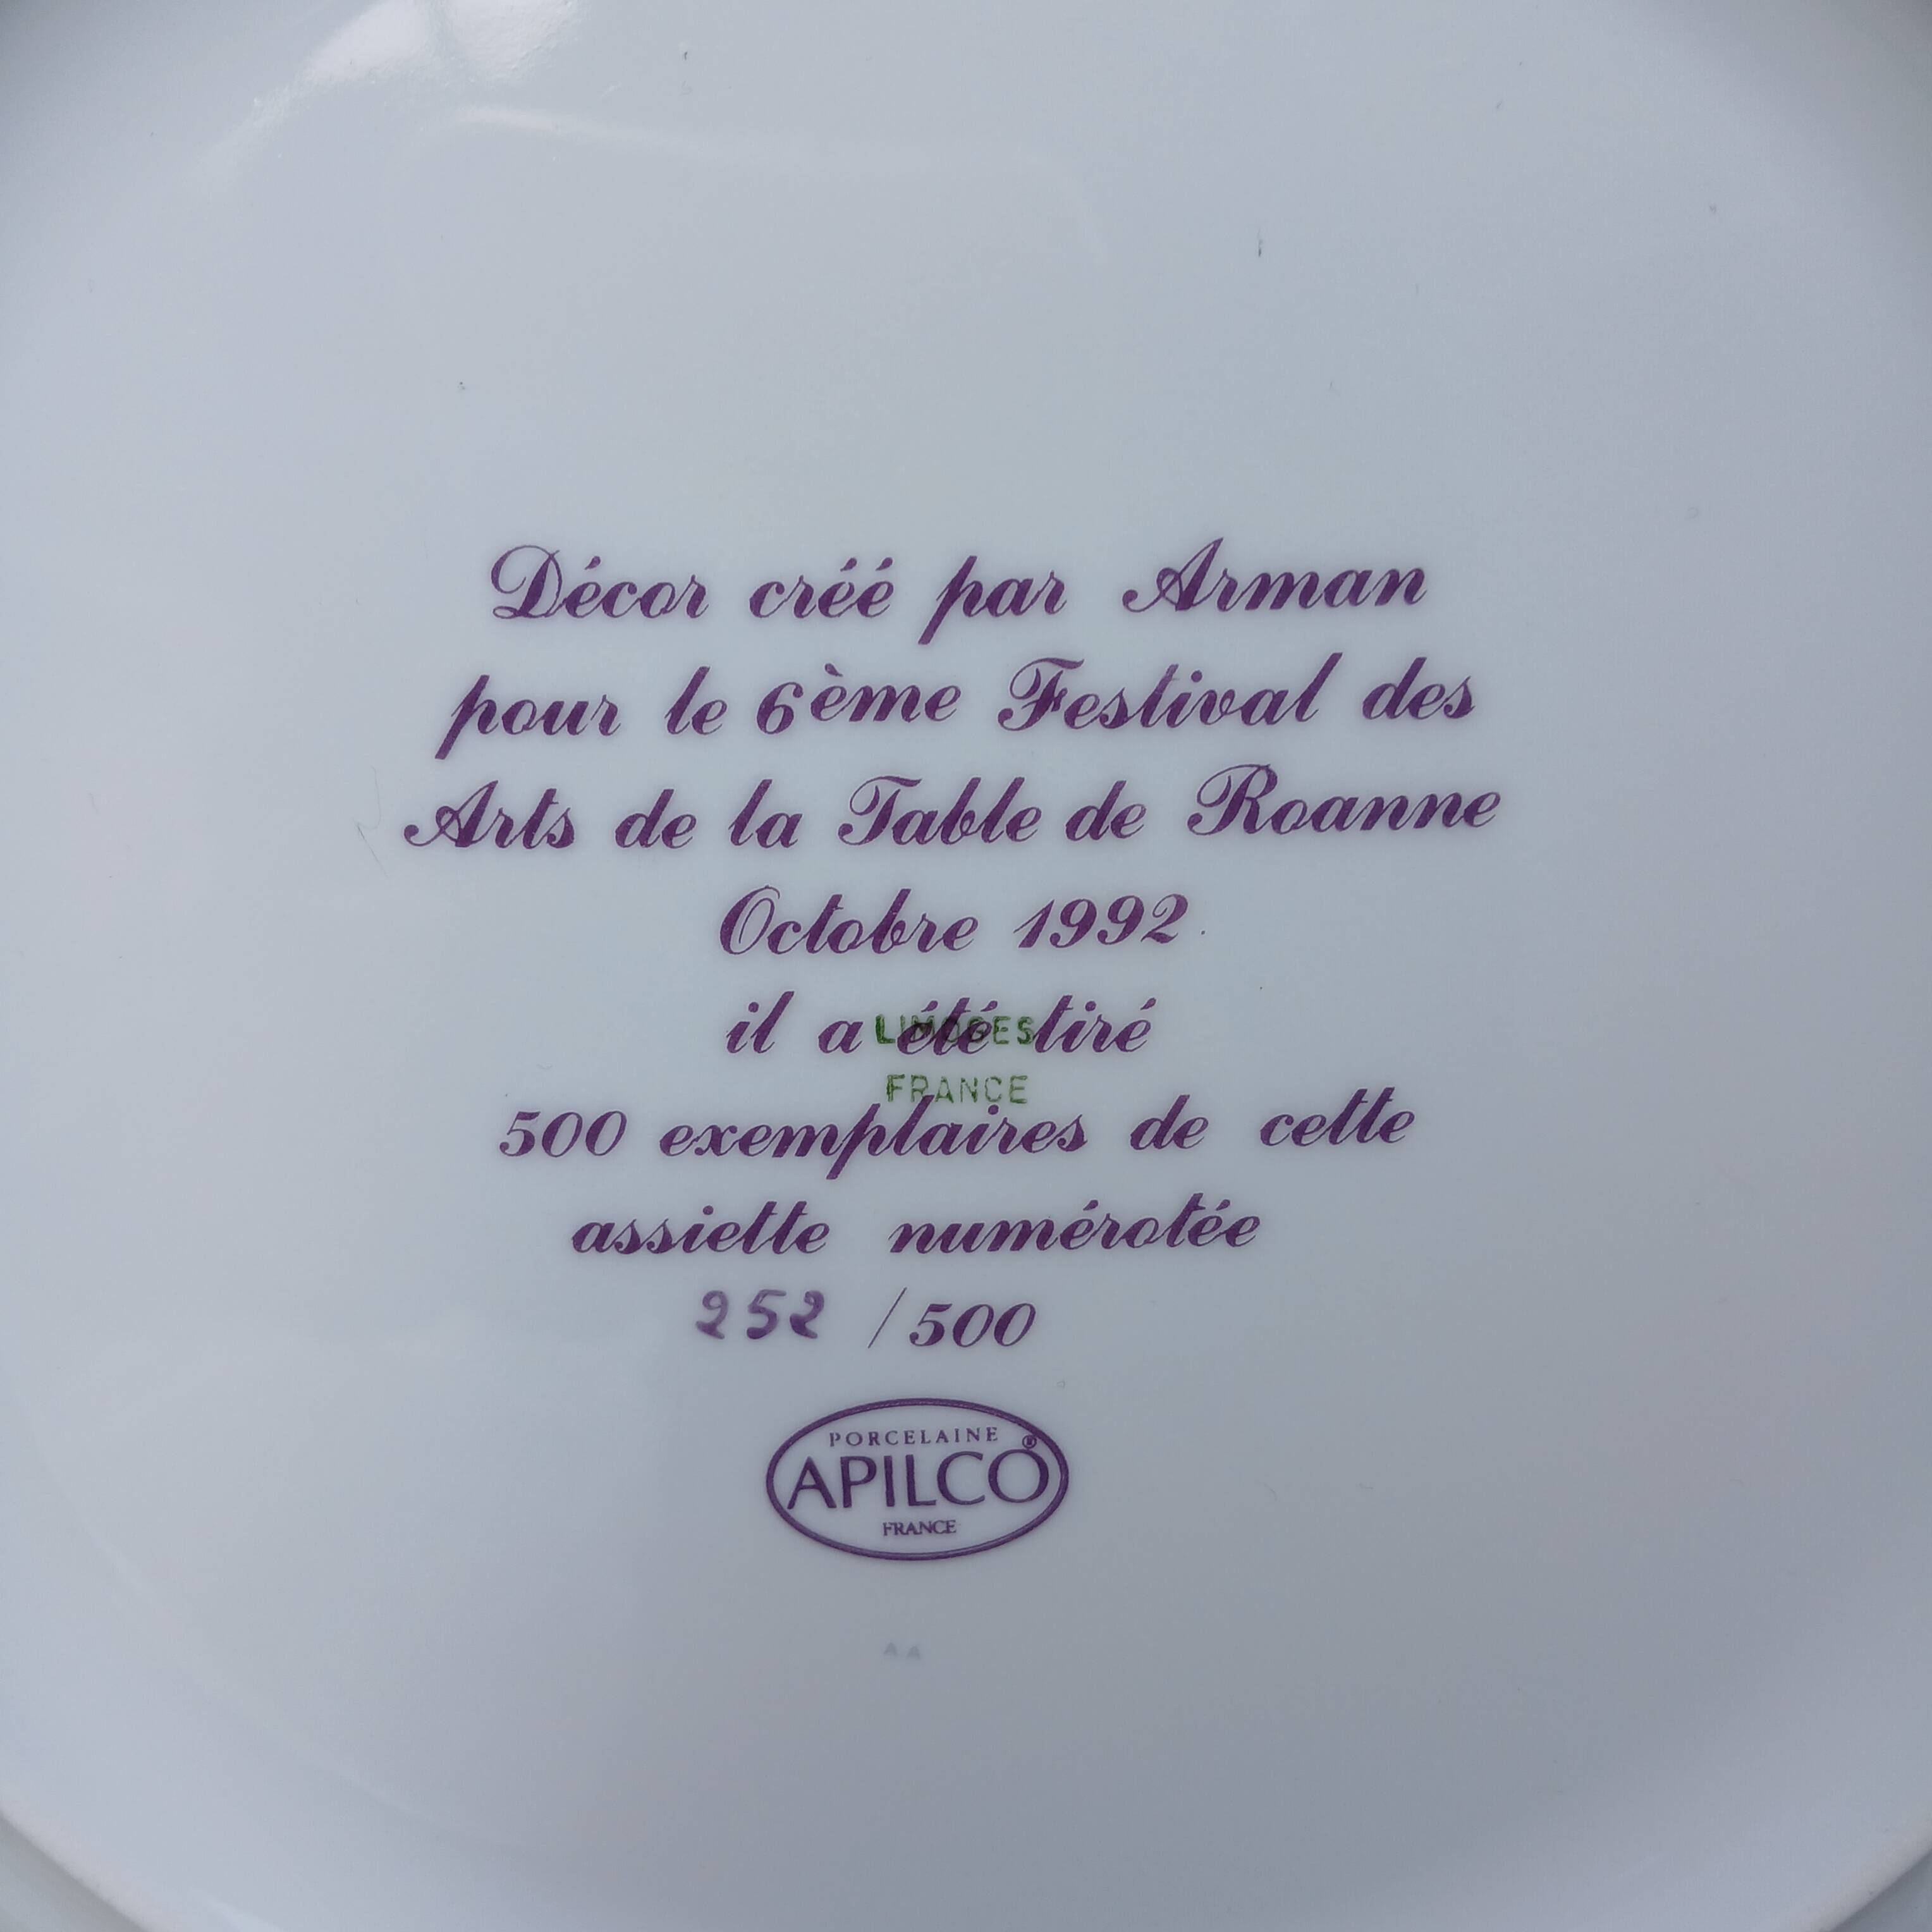 Décor créé par Arman
pour le 6ème Festival des
Arts de la Table de Roanne
Octobre 1992.
il a été tiré
LIMOGES
FRANCE
500 exemplaires de cette
assiette numérotée
252 /500
PORCELAINE
APILCO®
FRANCE
AA